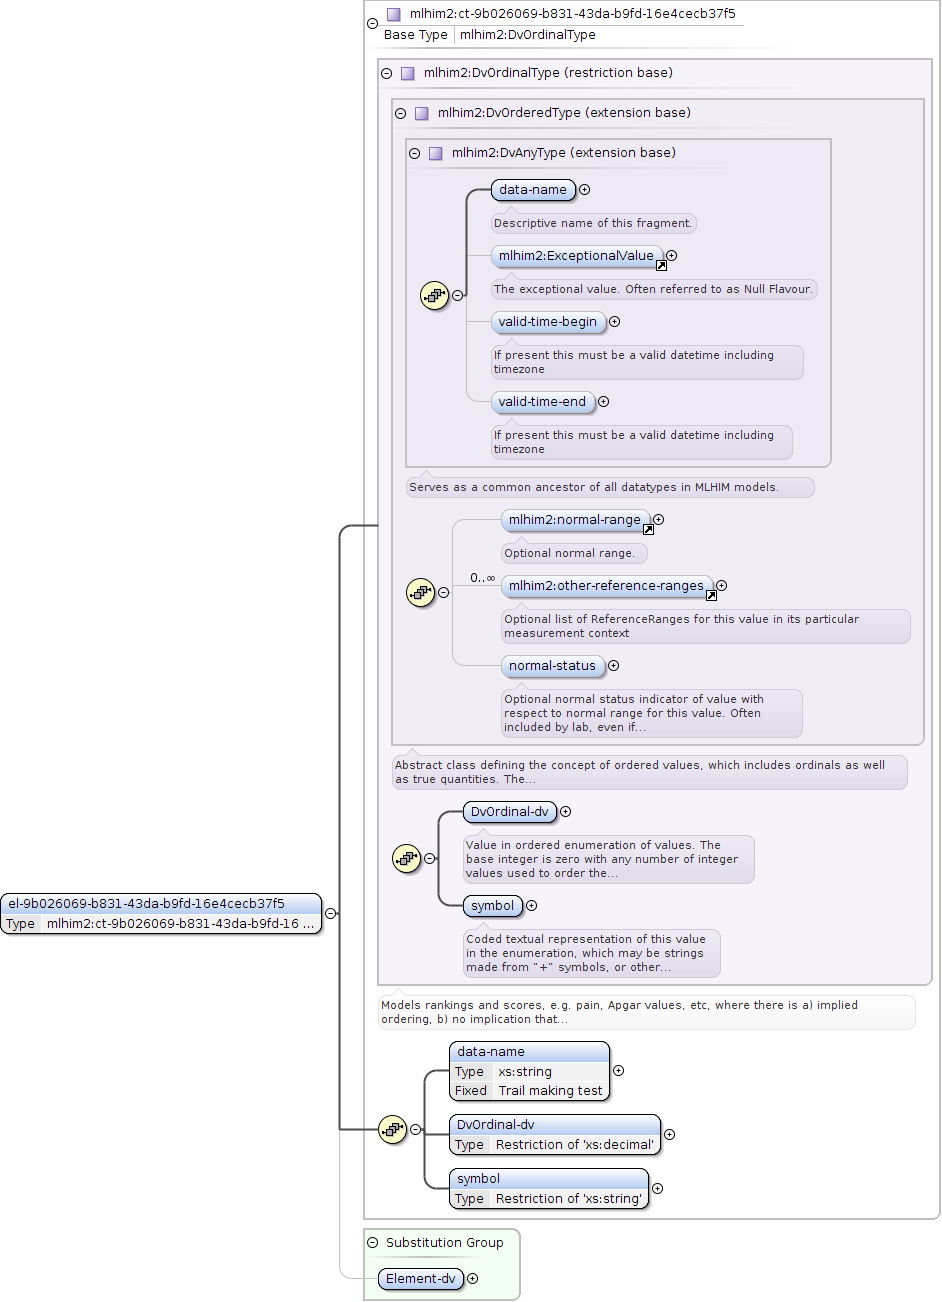 mlhim2:ct-9b026069-b831-43da-b9fd-16e4cecb37f5
Base Type mlhim2:DvOrdinalType
mlhim2:DvOrdinalType (restriction base)
mlhim2:DvOrderedType (extension base)
mlhim2:DvAnyType (extension base)
data-name
Descriptive name of this fragment.
mlhim2:ExceptionalValue
The exceptional value. Often referred to as Null Flavour.
valid-time-begin
If present this must be a valid datetime including
timezone
valid-time-end
If present this must be a valid datetime including
timezone
Serves as a common ancestor of all datatypes in MLHIM models.
mlhim2:normal-range
Optional normal range.
0..∞
mlhim2:other-reference-ranges
Optional list of ReferenceRanges for this value in its particular
measurement context
normal-status
Optional normal status indicator of value with
respect to normal range for this value. Often
included by lab, even if...
Abstract class defining the concept of ordered values, which includes ordinals as well
as true quantities. The...
DvOrdinal-dv
Value in ordered enumeration of values. The
base integer is zero with any number of integer
values used to order the...
symbol
Coded textual representation of this value
in the enumeration, which may be strings
made from "+" symbols, or other...
el-9b026069-b831-43da-b9fd-16e4cecb37f5
Type mlhim2:ct-9b026069-b831-43da-b9fd-16 ...
Models rankings and scores, e.g. pain, Apgar values, etc, where there is a) implied
ordering, b) no implication that...
data-name
Type xs:string
Fixed Trail making test
DvOrdinal-dv
Type Restriction of 'xs:decimal'
symbol
Type Restriction of 'xs:string'
Substitution Group
Element-dv